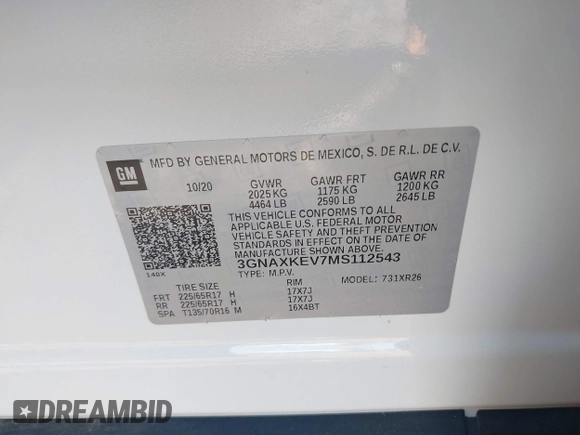 GM
MFD BY GENERAL MOTORS DE MEXICO, S. DE R.L. DE C.V.
10/20 GVWR GAWR FRT GAWR RR
2025 KG 1175 KG 1200 KG
4464 LB 2590 LB 2645 LB
THIS VEHICLE CONFORMS TO ALL
APPLICABLE U.S. FEDERAL MOTOR
VEHICLE SAFETY AND THEFT PREVENTION
STANDARDS IN EFFECT ON THE DATE OF
MANUFACTURE SHOWN ABOVE.
3GNAXKEV7MS112543
140X TYPE: M.P.V. MODEL: 731XR26
TIRE SIZE RIM
FRT 225/65R17 H 17X7J
RR 225/65R17 H 17X7J
SPA T135/70R16 M 16X4BT
DREAMBID